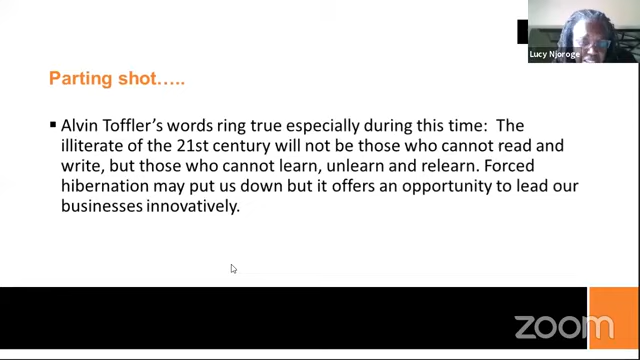 Lucy Njoroge
Parting shot…..
▪ Alvin Toffler’s words ring true especially during this time:  The
illiterate of the 21st century will not be those who cannot read and
write, but those who cannot learn, unlearn and relearn. Forced
hibernation may put us down but it offers an opportunity to lead our
businesses innovatively.
zoom